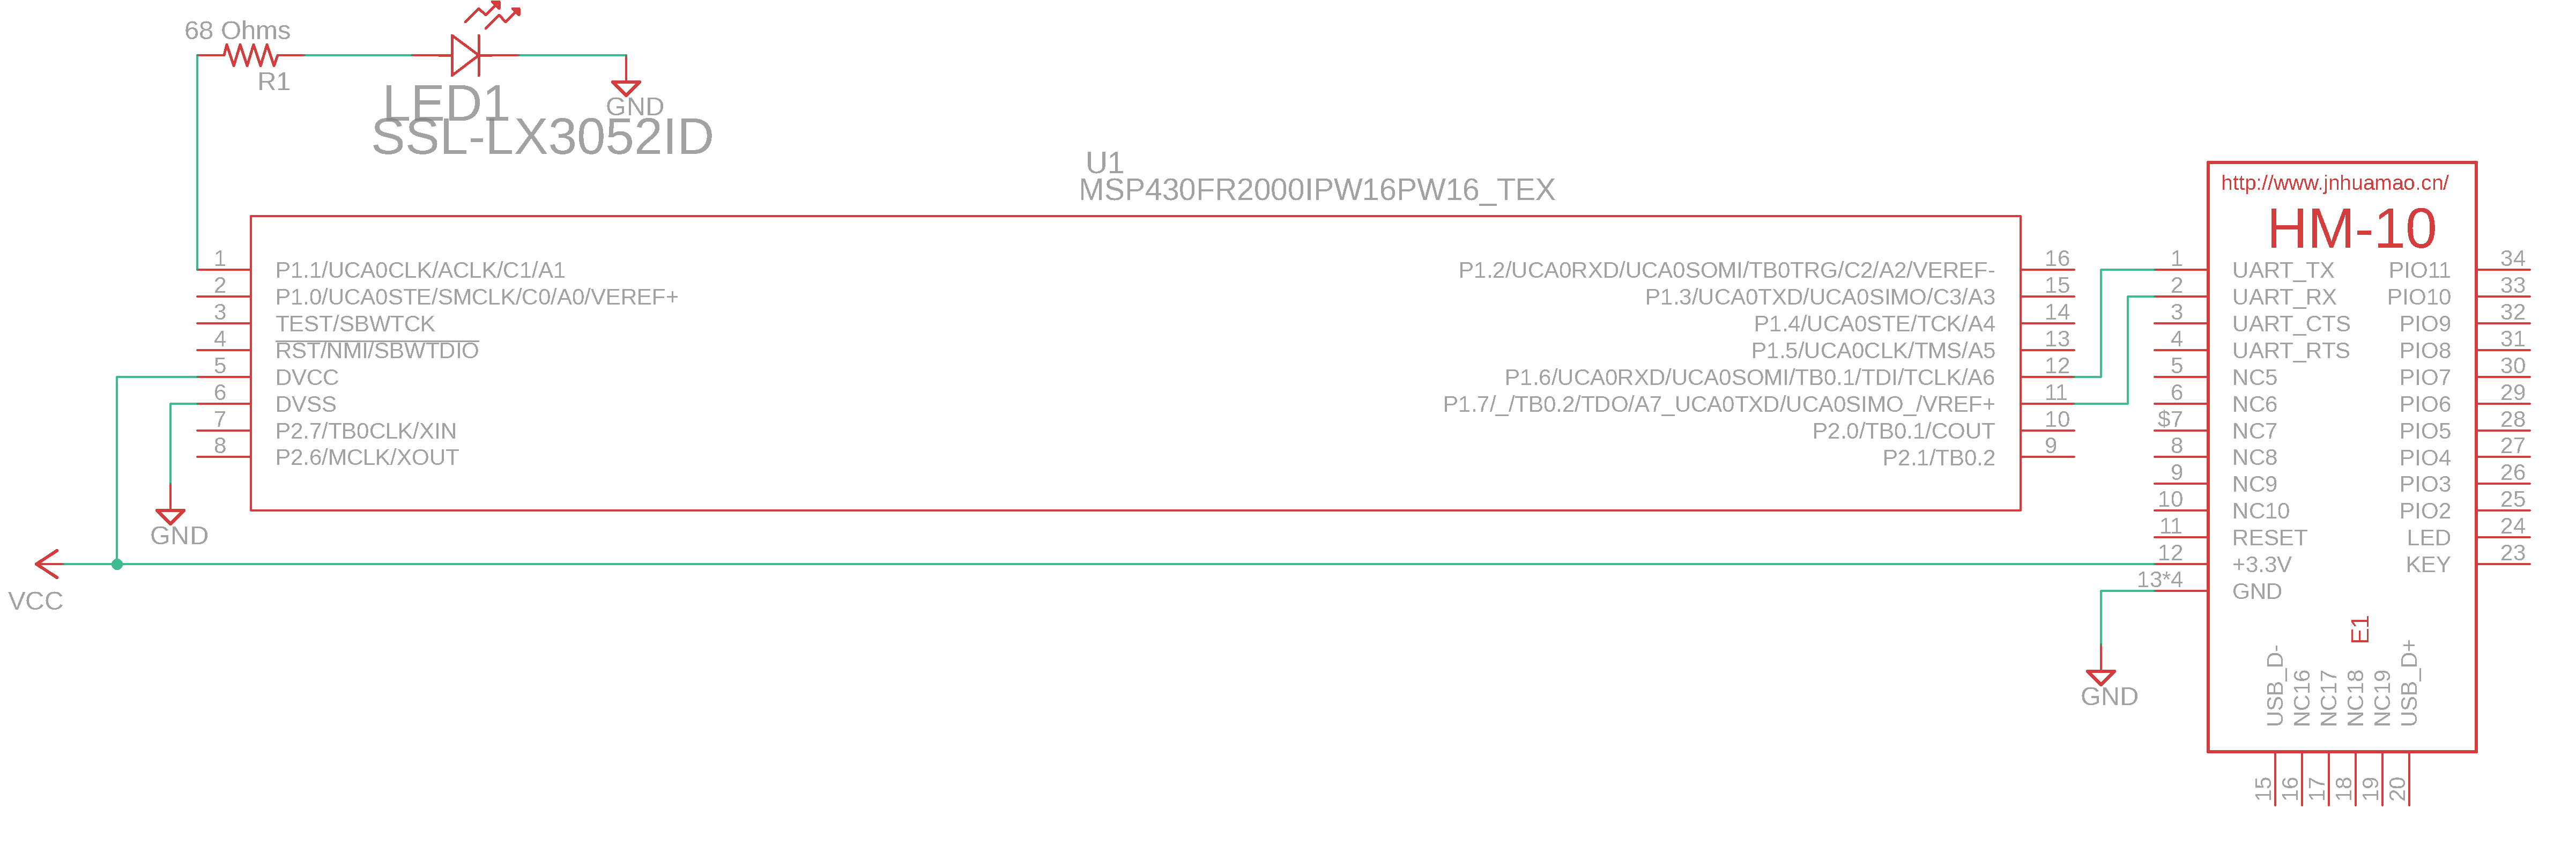 68 Ohms
R1
LED1
SSL-LX3052ID
GND
U1
MSP430FR2000IPW16PW16_TEX
1 P1.1/UCA0CLK/ACLK/C1/A1
2 P1.0/UCA0STE/SMCLK/C0/A0/VEREF+
3 TEST/SBWTCK
4 RST/NMI/SBWTDIO
5 DVCC
6 DVSS
7 P2.7/TB0CLK/XIN
8 P2.6/MCLK/XOUT
P1.2/UCA0RXD/UCA0SOMI/TB0TRG/C2/A2/VEREF- 16
P1.3/UCA0TXD/UCA0SIMO/C3/A3 15
P1.4/UCA0STE/TCK/A4 14
P1.5/UCA0CLK/TMS/A5 13
P1.6/UCA0RXD/UCA0SOMI/TB0.1/TDI/TCLK/A6 12
P1.7/_/TB0.2/TDO/A7_UCA0TXD/UCA0SIMO_/VREF+ 11
P2.0/TB0.1/COUT 10
P2.1/TB0.2 9
GND
VCC
http://www.jnhuamao.cn/
HM-10
1 UART_TX PIO11 34
2 UART_RX PIO10 33
3 UART_CTS PIO9 32
4 UART_RTS PIO8 31
5 NC5 PIO7 30
6 NC6 PIO6 29
$7 NC7 PIO5 28
8 NC8 PIO4 27
9 NC9 PIO3 26
10 NC10 PIO2 25
11 RESET LED 24
12 +3.3V KEY 23
13*4 GND
E1
GND
USB_D-
NC16
NC17
NC18
NC19
USB_D+
15
16
17
18
19
20